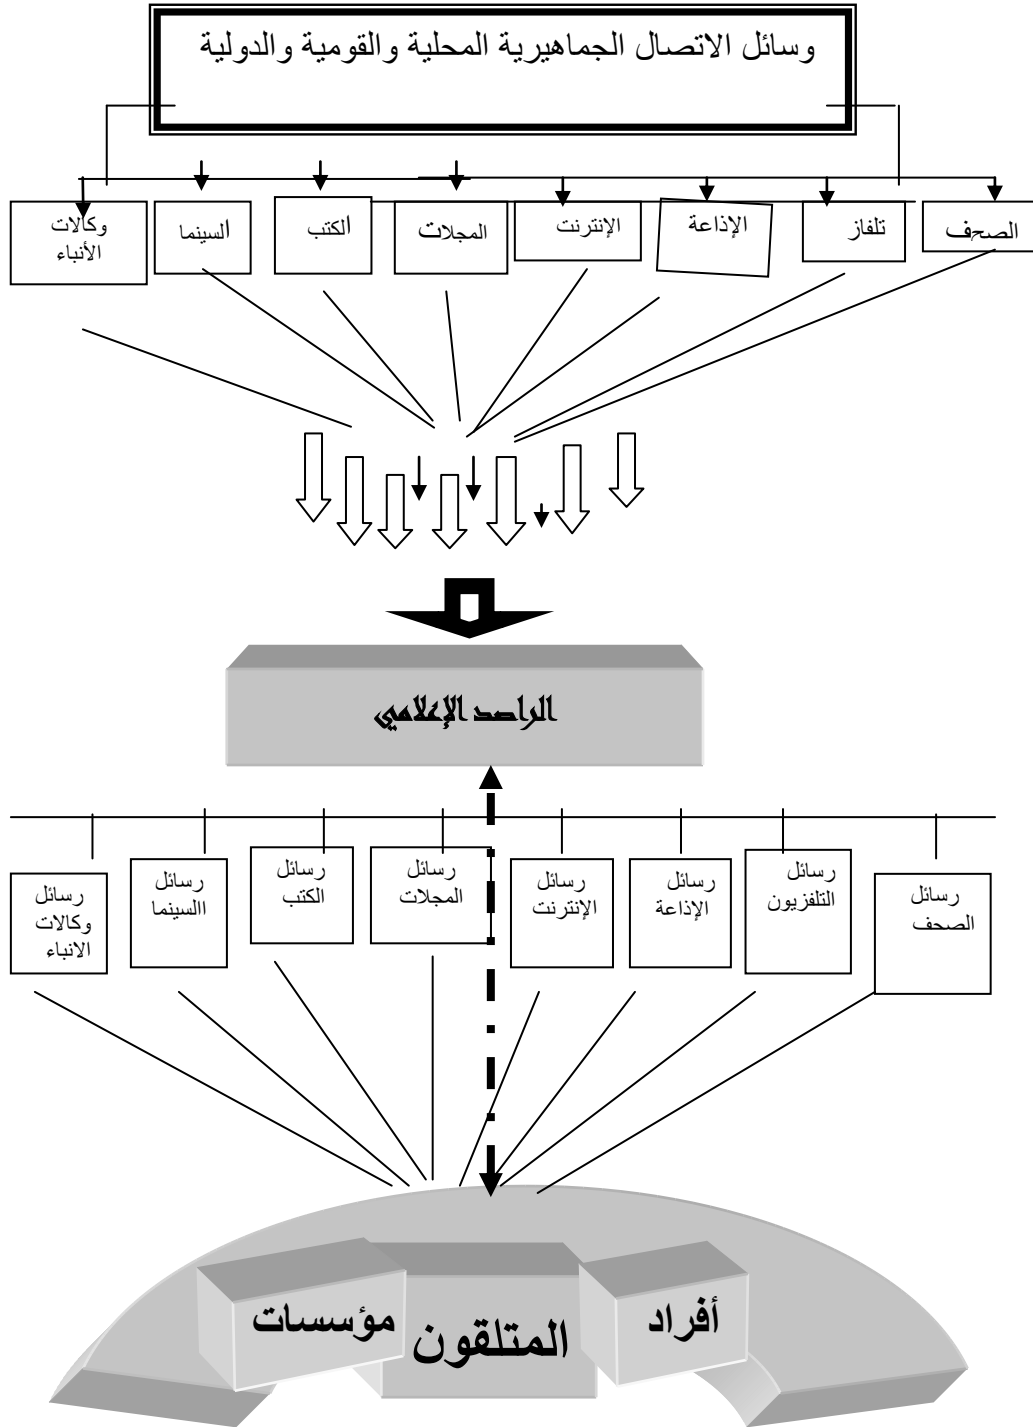 وسائل الاتصال الجماهيرية المحلية والقومية والدولية
الصحف
تلفاز
الإذاعة
الإنترنت
المجلات
الكتب
السينما
وكالات
الأنباء
الراصد الإعلامي
رسائل
الصحف
رسائل
التلفزيون
رسائل
الإذاعة
رسائل
الإنترنت
رسائل
المجلات
رسائل
الكتب
رسائل
االسينما
رسائل
وكالات
الانباء
أفراد
المتلقون
مؤسسات